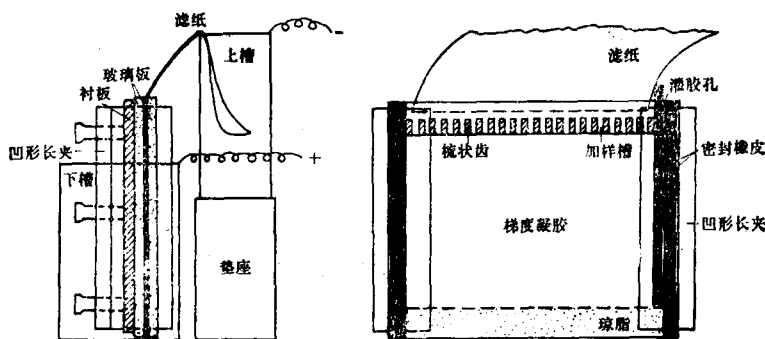 滤纸
上槽
−
玻璃板
衬板
凹形长夹
+
下槽
垫座
滤纸
灌胶孔
梳状齿
加样槽
密封橡皮
梯度凝胶
凹形长夹
琼脂